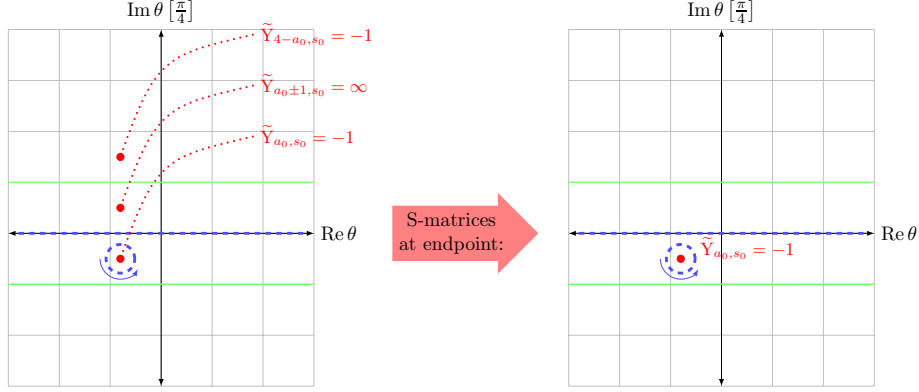 Im θ [π/4]
Ỹ_{4−a₀,s₀} = −1
Ỹ_{a₀±1,s₀} = ∞
Ỹ_{a₀,s₀} = −1
Re θ
S-matrices
at endpoint:
Im θ [π/4]
Re θ
Ỹ_{a₀,s₀} = −1